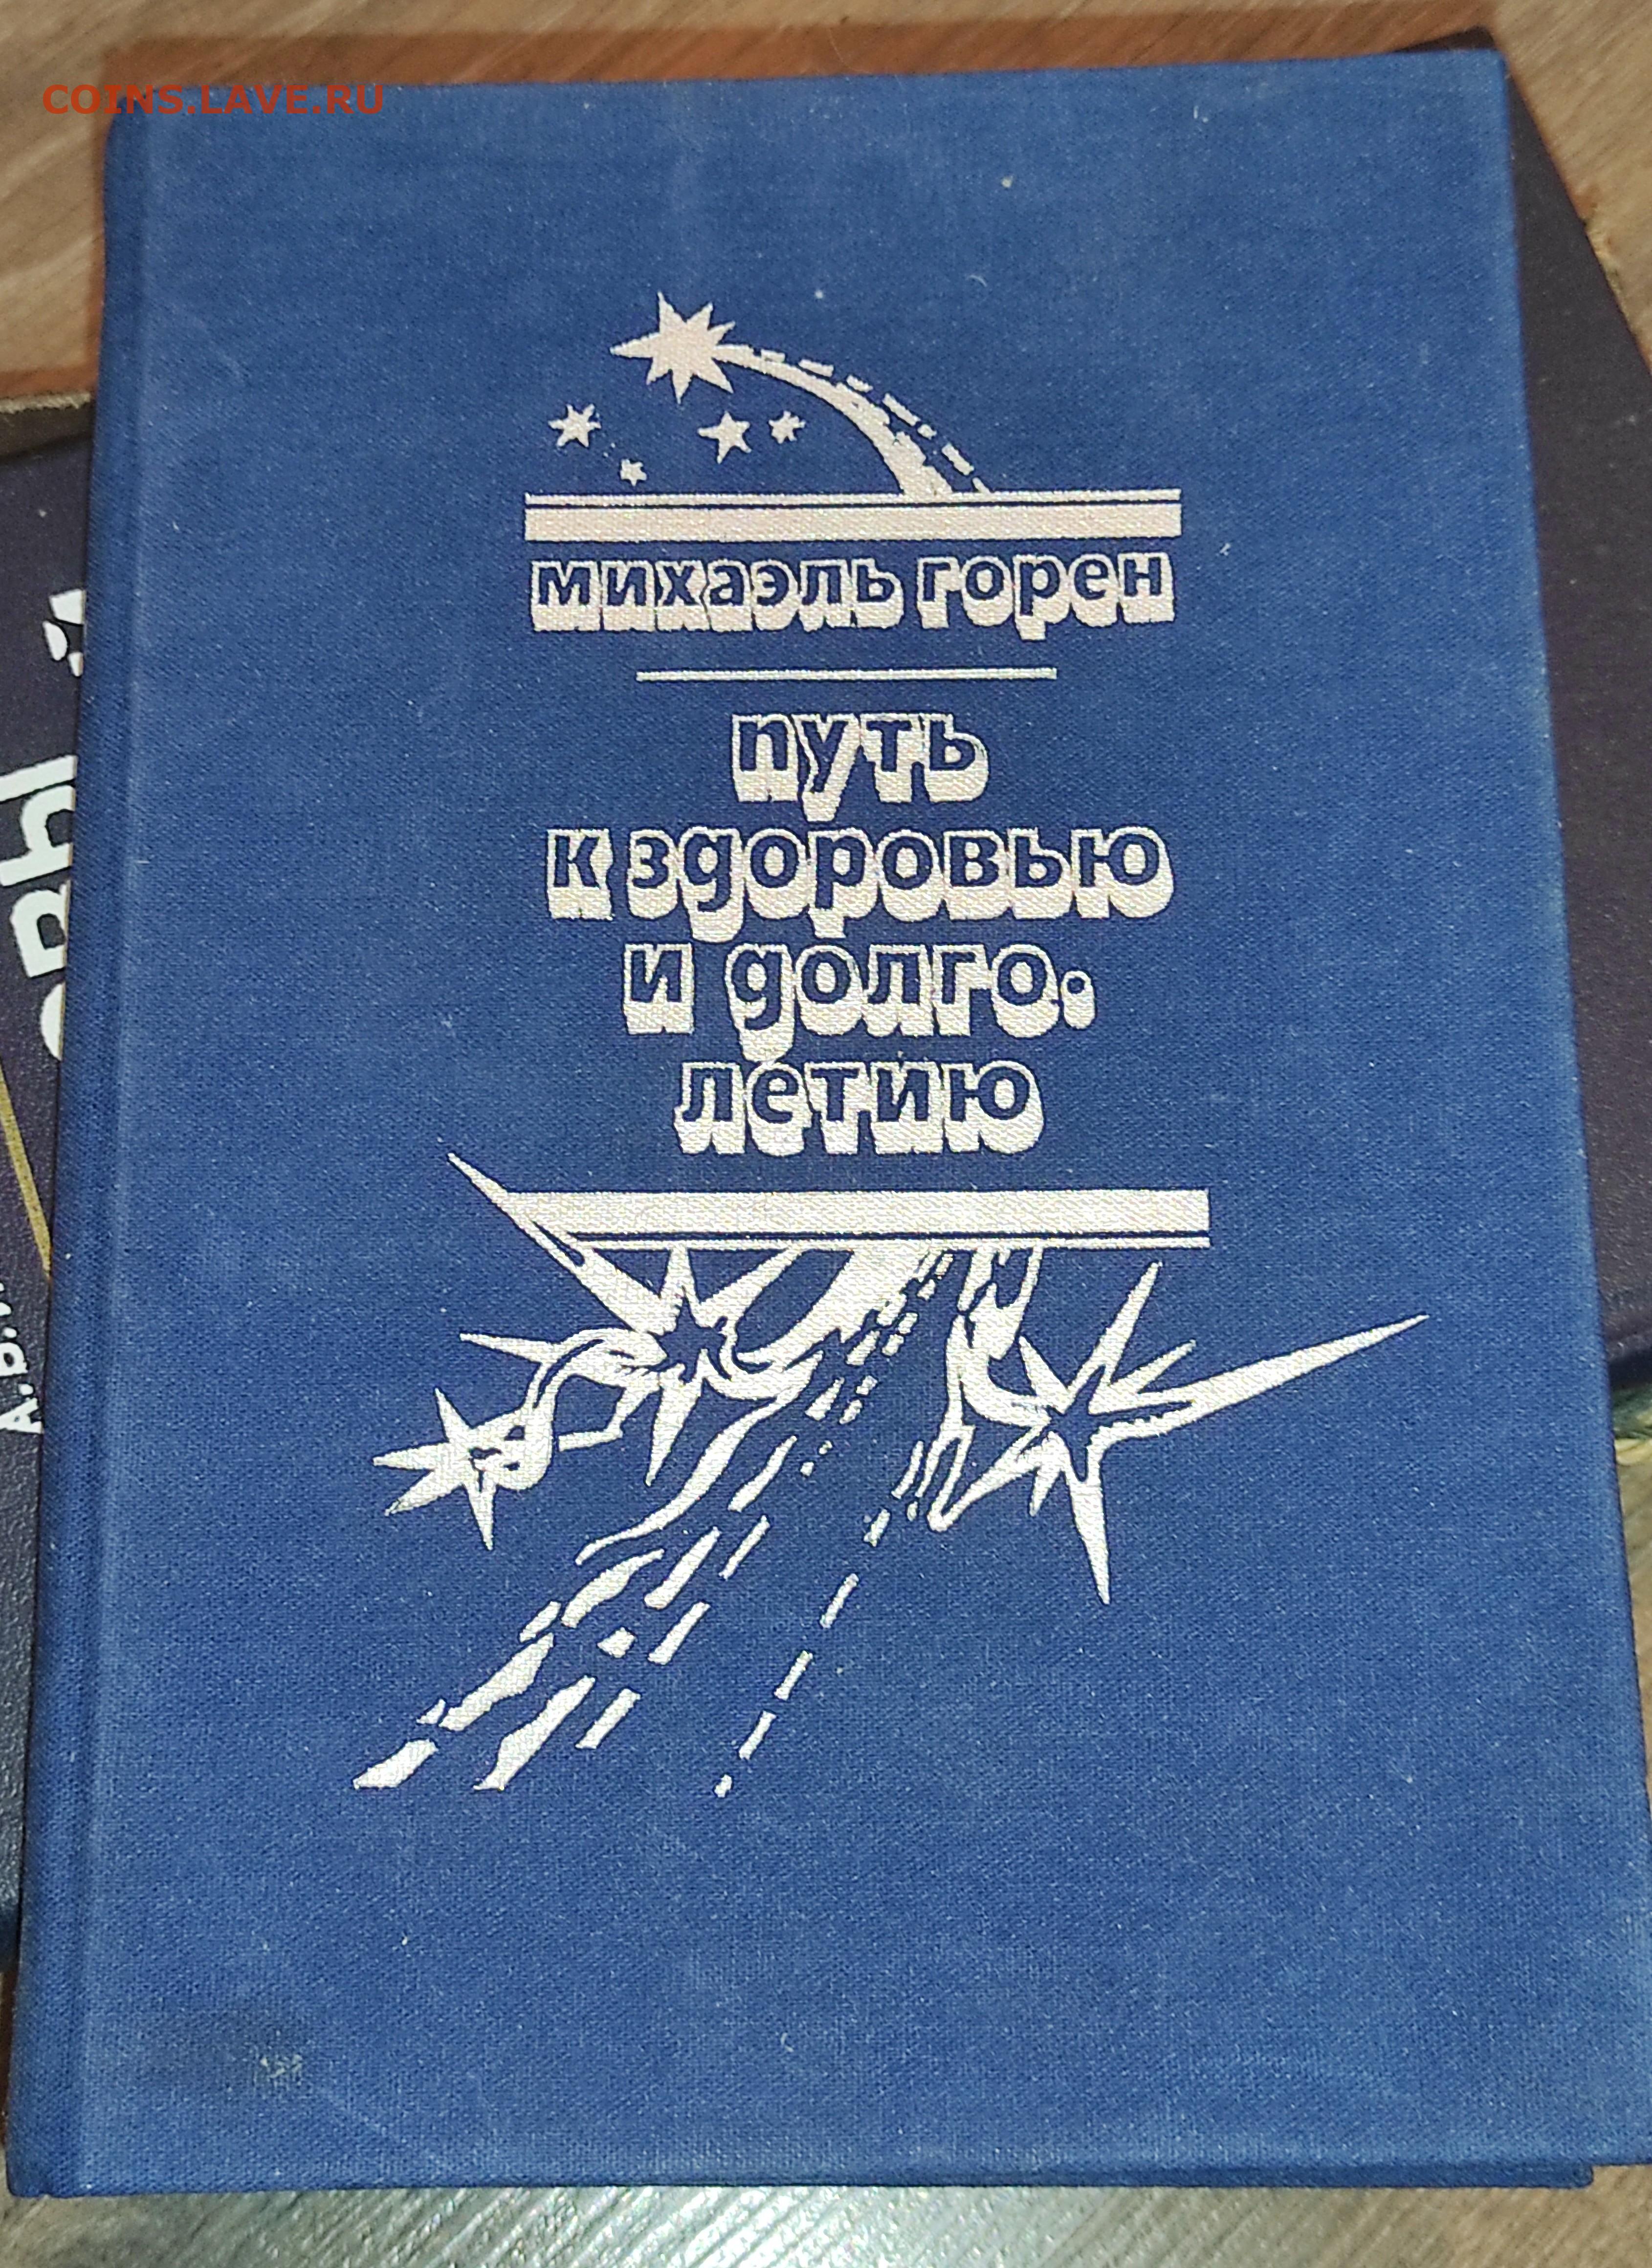 COINS.LAVE.RU
михаэль горен
путь
к здоровью
и долго-
летию